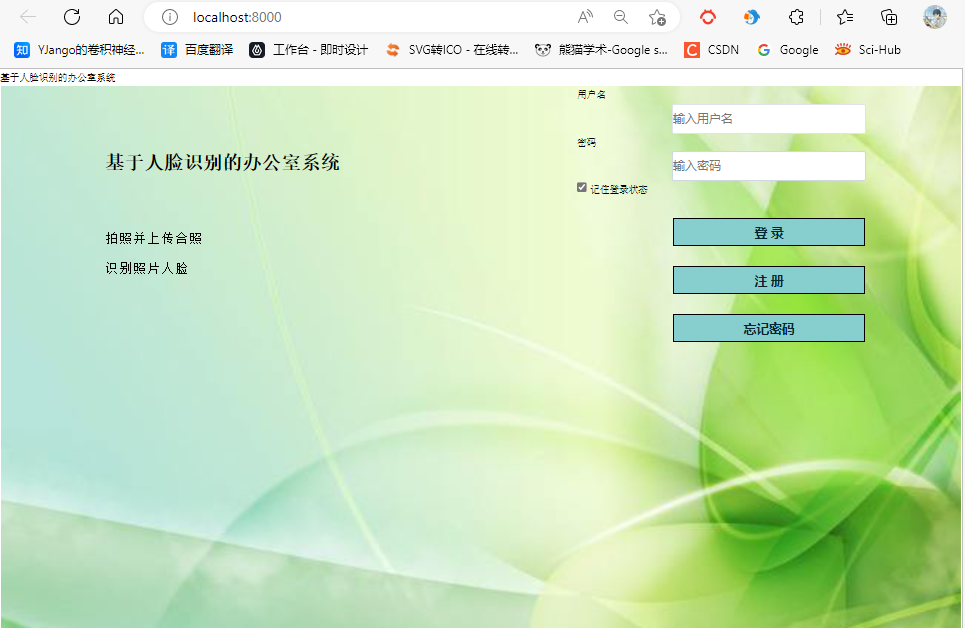 localhost:8000
YJango的卷积神经...
百度翻译
工作台 - 即时设计
SVG转ICO - 在线转...
熊猫学术-Google s...
CSDN
Google
Sci-Hub
基于人脸识别的办公室系统
基于人脸识别的办公室系统
拍照并上传合照
识别照片人脸
用户名
输入用户名
密码
输入密码
记住登录状态
登 录
注 册
忘记密码